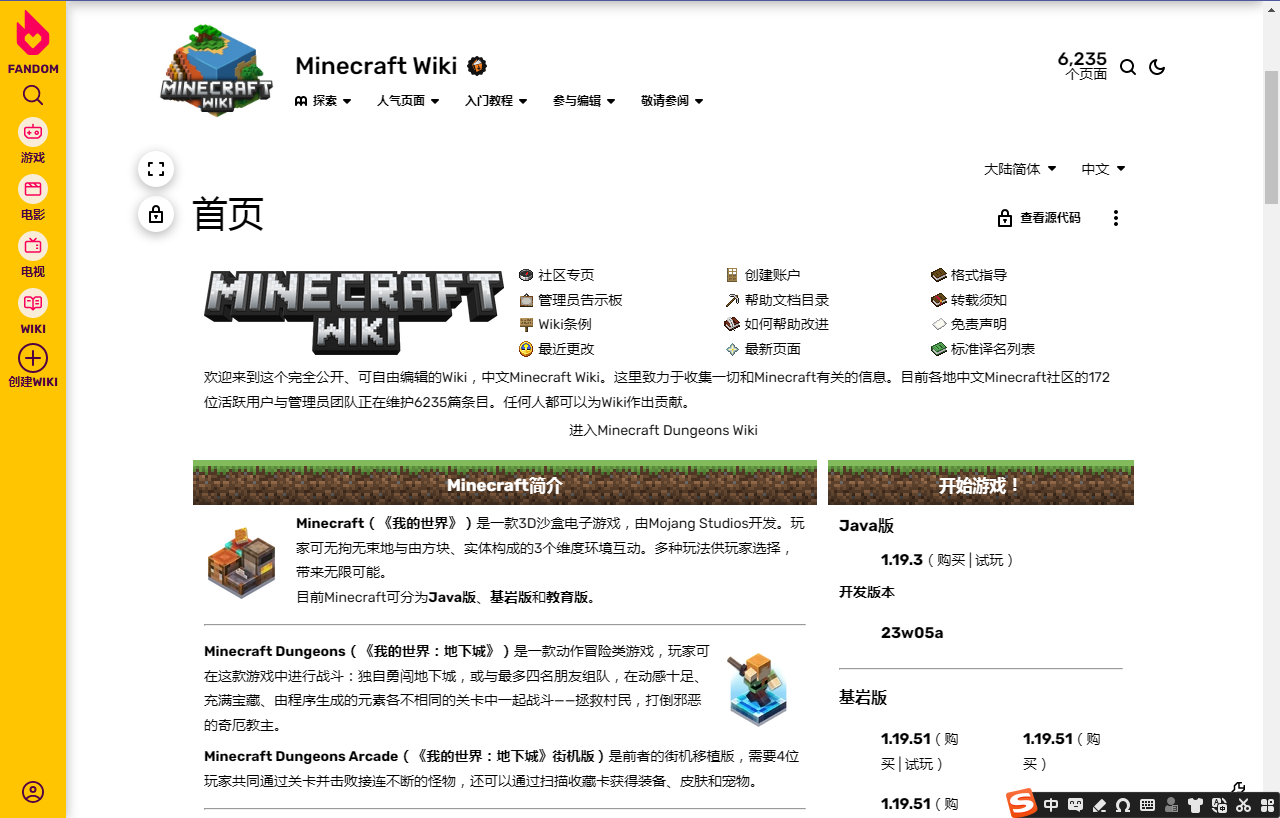 FANDOM
游戏
电影
电视
WIKI
创建WIKI
MINECRAFT
WIKI
Minecraft Wiki
6,235
个页面
探索 人气页面 入门教程 参与编辑 敬请参阅
大陆简体 中文
首页
查看源代码
MINECRAFT
WIKI
社区专页 创建账户 格式指导
管理员告示板 帮助文档目录 转载须知
Wiki条例 如何帮助改进 免责声明
最近更改 最新页面 标准译名列表
欢迎来到这个完全公开、可自由编辑的Wiki，中文Minecraft Wiki。这里致力于收集一切和Minecraft有关的信息。目前各地中文Minecraft社区的172
位活跃用户与管理员团队正在维护6235篇条目。任何人都可以为Wiki作出贡献。
进入Minecraft Dungeons Wiki
Minecraft简介
Minecraft（《我的世界》）是一款3D沙盒电子游戏，由Mojang Studios开发。玩
家可无拘无束地与由方块、实体构成的3个维度环境互动。多种玩法供玩家选择，
带来无限可能。
目前Minecraft可分为Java版、基岩版和教育版。
Minecraft Dungeons（《我的世界：地下城》）是一款动作冒险类游戏，玩家可
在这款游戏中进行战斗：独自勇闯地下城，或与最多四名朋友组队，在动感十足、
充满宝藏、由程序生成的元素各不相同的关卡中一起战斗——拯救村民，打倒邪恶
的奇厄教主。
Minecraft Dungeons Arcade（《我的世界：地下城》街机版）是前者的街机移植版，需要4位
玩家共同通过关卡并击败接连不断的怪物，还可以通过扫描收藏卡获得装备、皮肤和宠物。
开始游戏！
Java版
1.19.3（购买 | 试玩）
开发版本
23w05a
基岩版
1.19.51（购 1.19.51（购
买 | 试玩） 买）
1.19.51（购
中